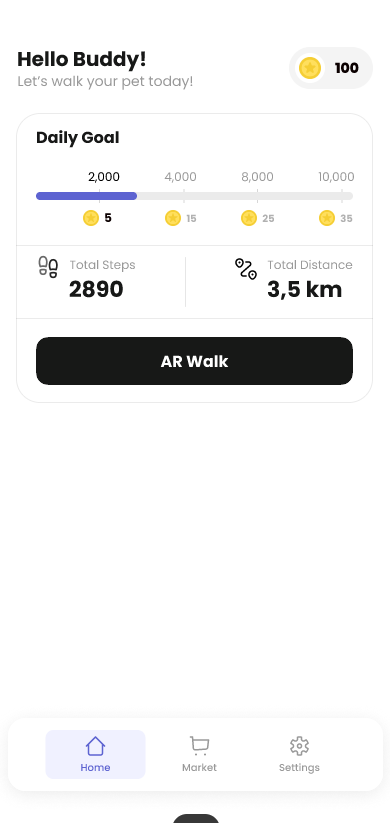 Hello Buddy!
Let's walk your pet today!
100
Daily Goal
2,000 4,000 8,000 10,000
5 15 25 35
Total Steps
2890
Total Distance
3,5 km
AR Walk
Home Market Settings